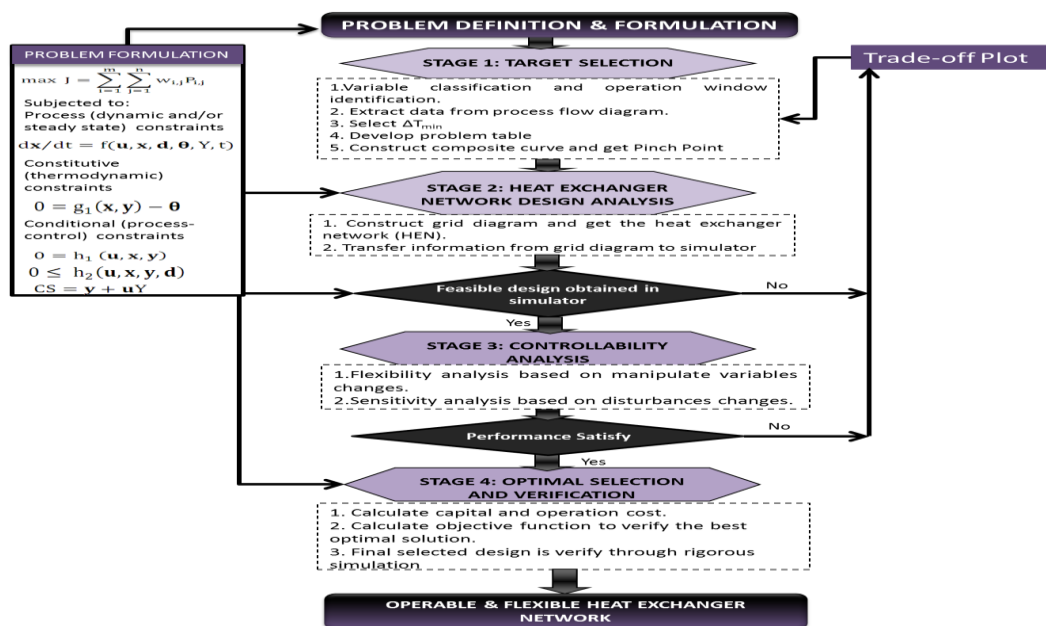 PROBLEM DEFINITION & FORMULATION
PROBLEM FORMULATION
max J = ∑_{i=1}^{m} ∑_{j=1}^{n} w_{i,j}P_{i,j}
Subjected to:
Process (dynamic and/or
steady state) constraints
dx/dt = f(u, x, d, θ, Y, t)
Constitutive
(thermodynamic)
constraints
0 = g₁(x, y) − θ
Conditional (process-
control) constraints
0 = h₁ (u, x, y)
0 ≤ h₂(u, x, y, d)
CS = y + uY
STAGE 1: TARGET SELECTION
1.Variable classification and operation window
identification.
2. Extract data from process flow diagram.
3. Select ΔT_min
4. Develop problem table
5. Construct composite curve and get Pinch Point
Trade-off Plot
STAGE 2: HEAT EXCHANGER
NETWORK DESIGN ANALYSIS
1. Construct grid diagram and get the heat exchanger
network (HEN).
2. Transfer information from grid diagram to simulator
Feasible design obtained in
simulator
No
Yes
STAGE 3: CONTROLLABILITY
ANALYSIS
1.Flexibility analysis based on manipulate variables
changes.
2.Sensitivity analysis based on disturbances changes.
Performance Satisfy
No
Yes
STAGE 4: OPTIMAL SELECTION
AND VERIFICATION
1. Calculate capital and operation cost.
2. Calculate objective function to verify the best
optimal solution.
3. Final selected design is verify through rigorous
simulation
OPERABLE & FLEXIBLE HEAT EXCHANGER
NETWORK